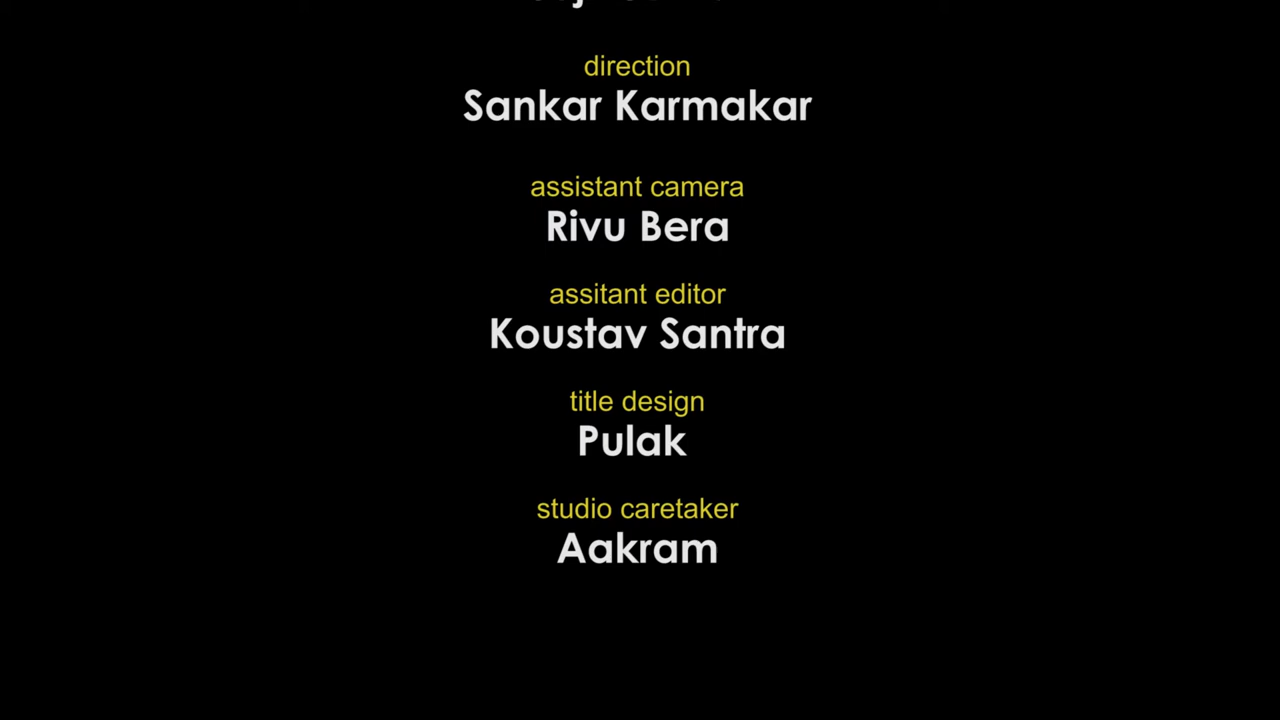 direction
Sankar Karmakar
assistant camera
Rivu Bera
assitant editor
Koustav Santra
title design
Pulak
studio caretaker
Aakram